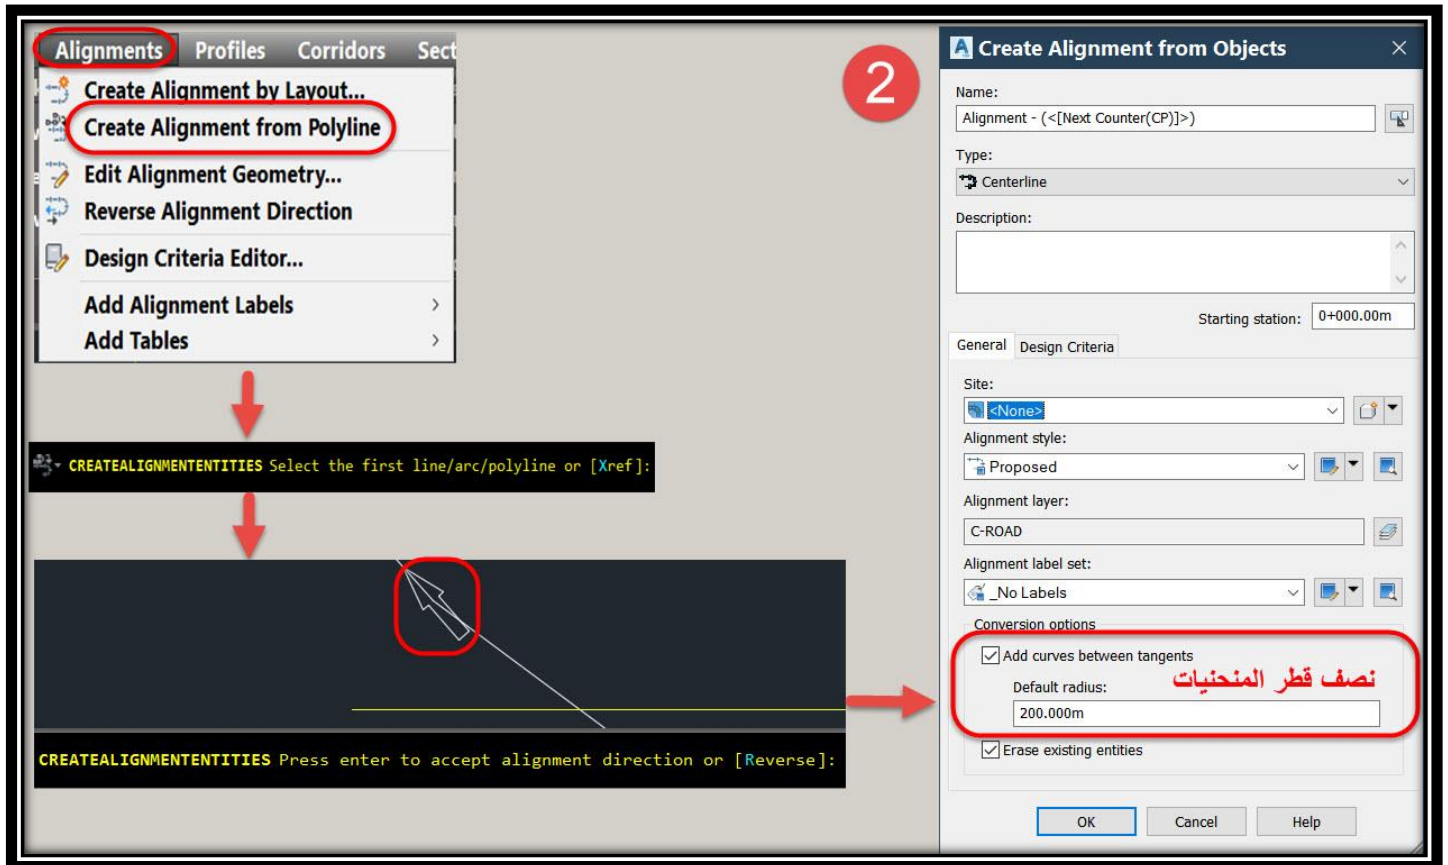 Alignments Profiles Corridors Sect
Create Alignment by Layout...
Create Alignment from Polyline
Edit Alignment Geometry...
Reverse Alignment Direction
Design Criteria Editor...
Add Alignment Labels
Add Tables
CREATEALIGNMENTENTITIES Select the first line/arc/polyline or [Xref]:
CREATEALIGNMENTENTITIES Press enter to accept alignment direction or [Reverse]:
2
Create Alignment from Objects
Name:
Alignment - (<[Next Counter(CP)]>)
Type:
Centerline
Description:
Starting station: 0+000.00m
General Design Criteria
Site:
<None>
Alignment style:
Proposed
Alignment layer:
C-ROAD
Alignment label set:
_No Labels
Conversion options
Add curves between tangents
نصف قطر المنحنيات
Default radius:
200.000m
Erase existing entities
OK Cancel Help